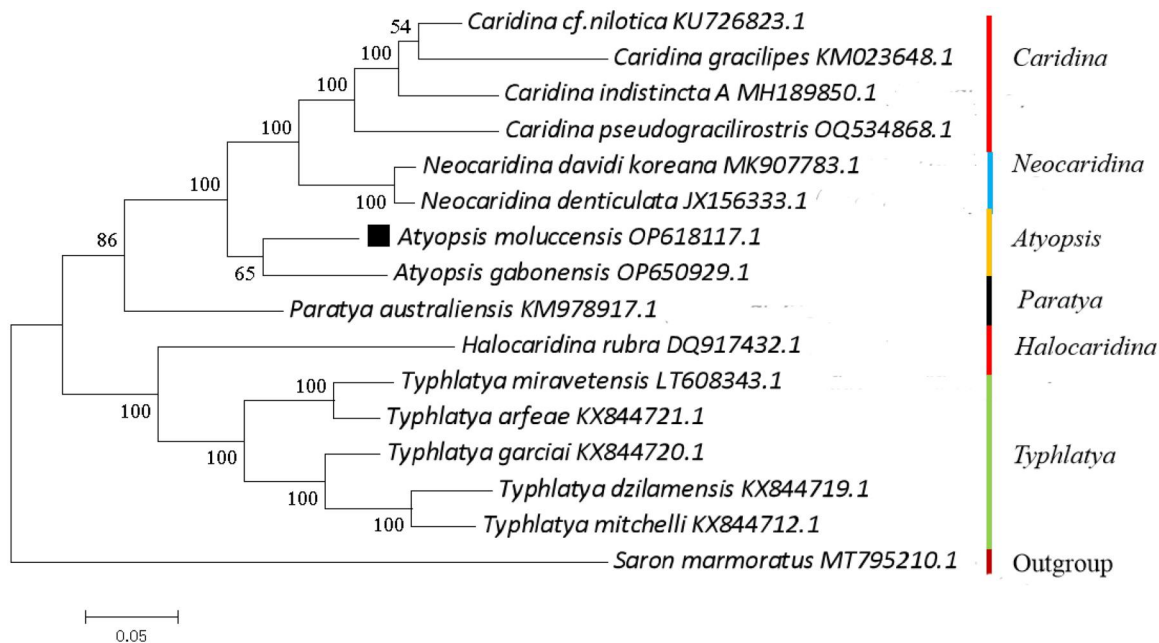 54
Caridina cf.nilotica KU726823.1
100
Caridina gracilipes KM023648.1
Caridina
100
Caridina indistincta A MH189850.1
100
Caridina pseudogracilirostris OQ534868.1
Neocaridina davidi koreana MK907783.1
Neocaridina
100
100
Neocaridina denticulata JX156333.1
86
Atyopsis moluccensis OP618117.1
Atyopsis
65
Atyopsis gabonensis OP650929.1
Paratya australiensis KM978917.1
Paratya
Halocaridina rubra DQ917432.1
Halocaridina
100
Typhlatya miravetensis LT608343.1
100
Typhlatya arfeae KX844721.1
100
Typhlatya garciai KX844720.1
Typhlatya
100
Typhlatya dzilamensis KX844719.1
100
Typhlatya mitchelli KX844712.1
Saron marmoratus MT795210.1
Outgroup
0.05